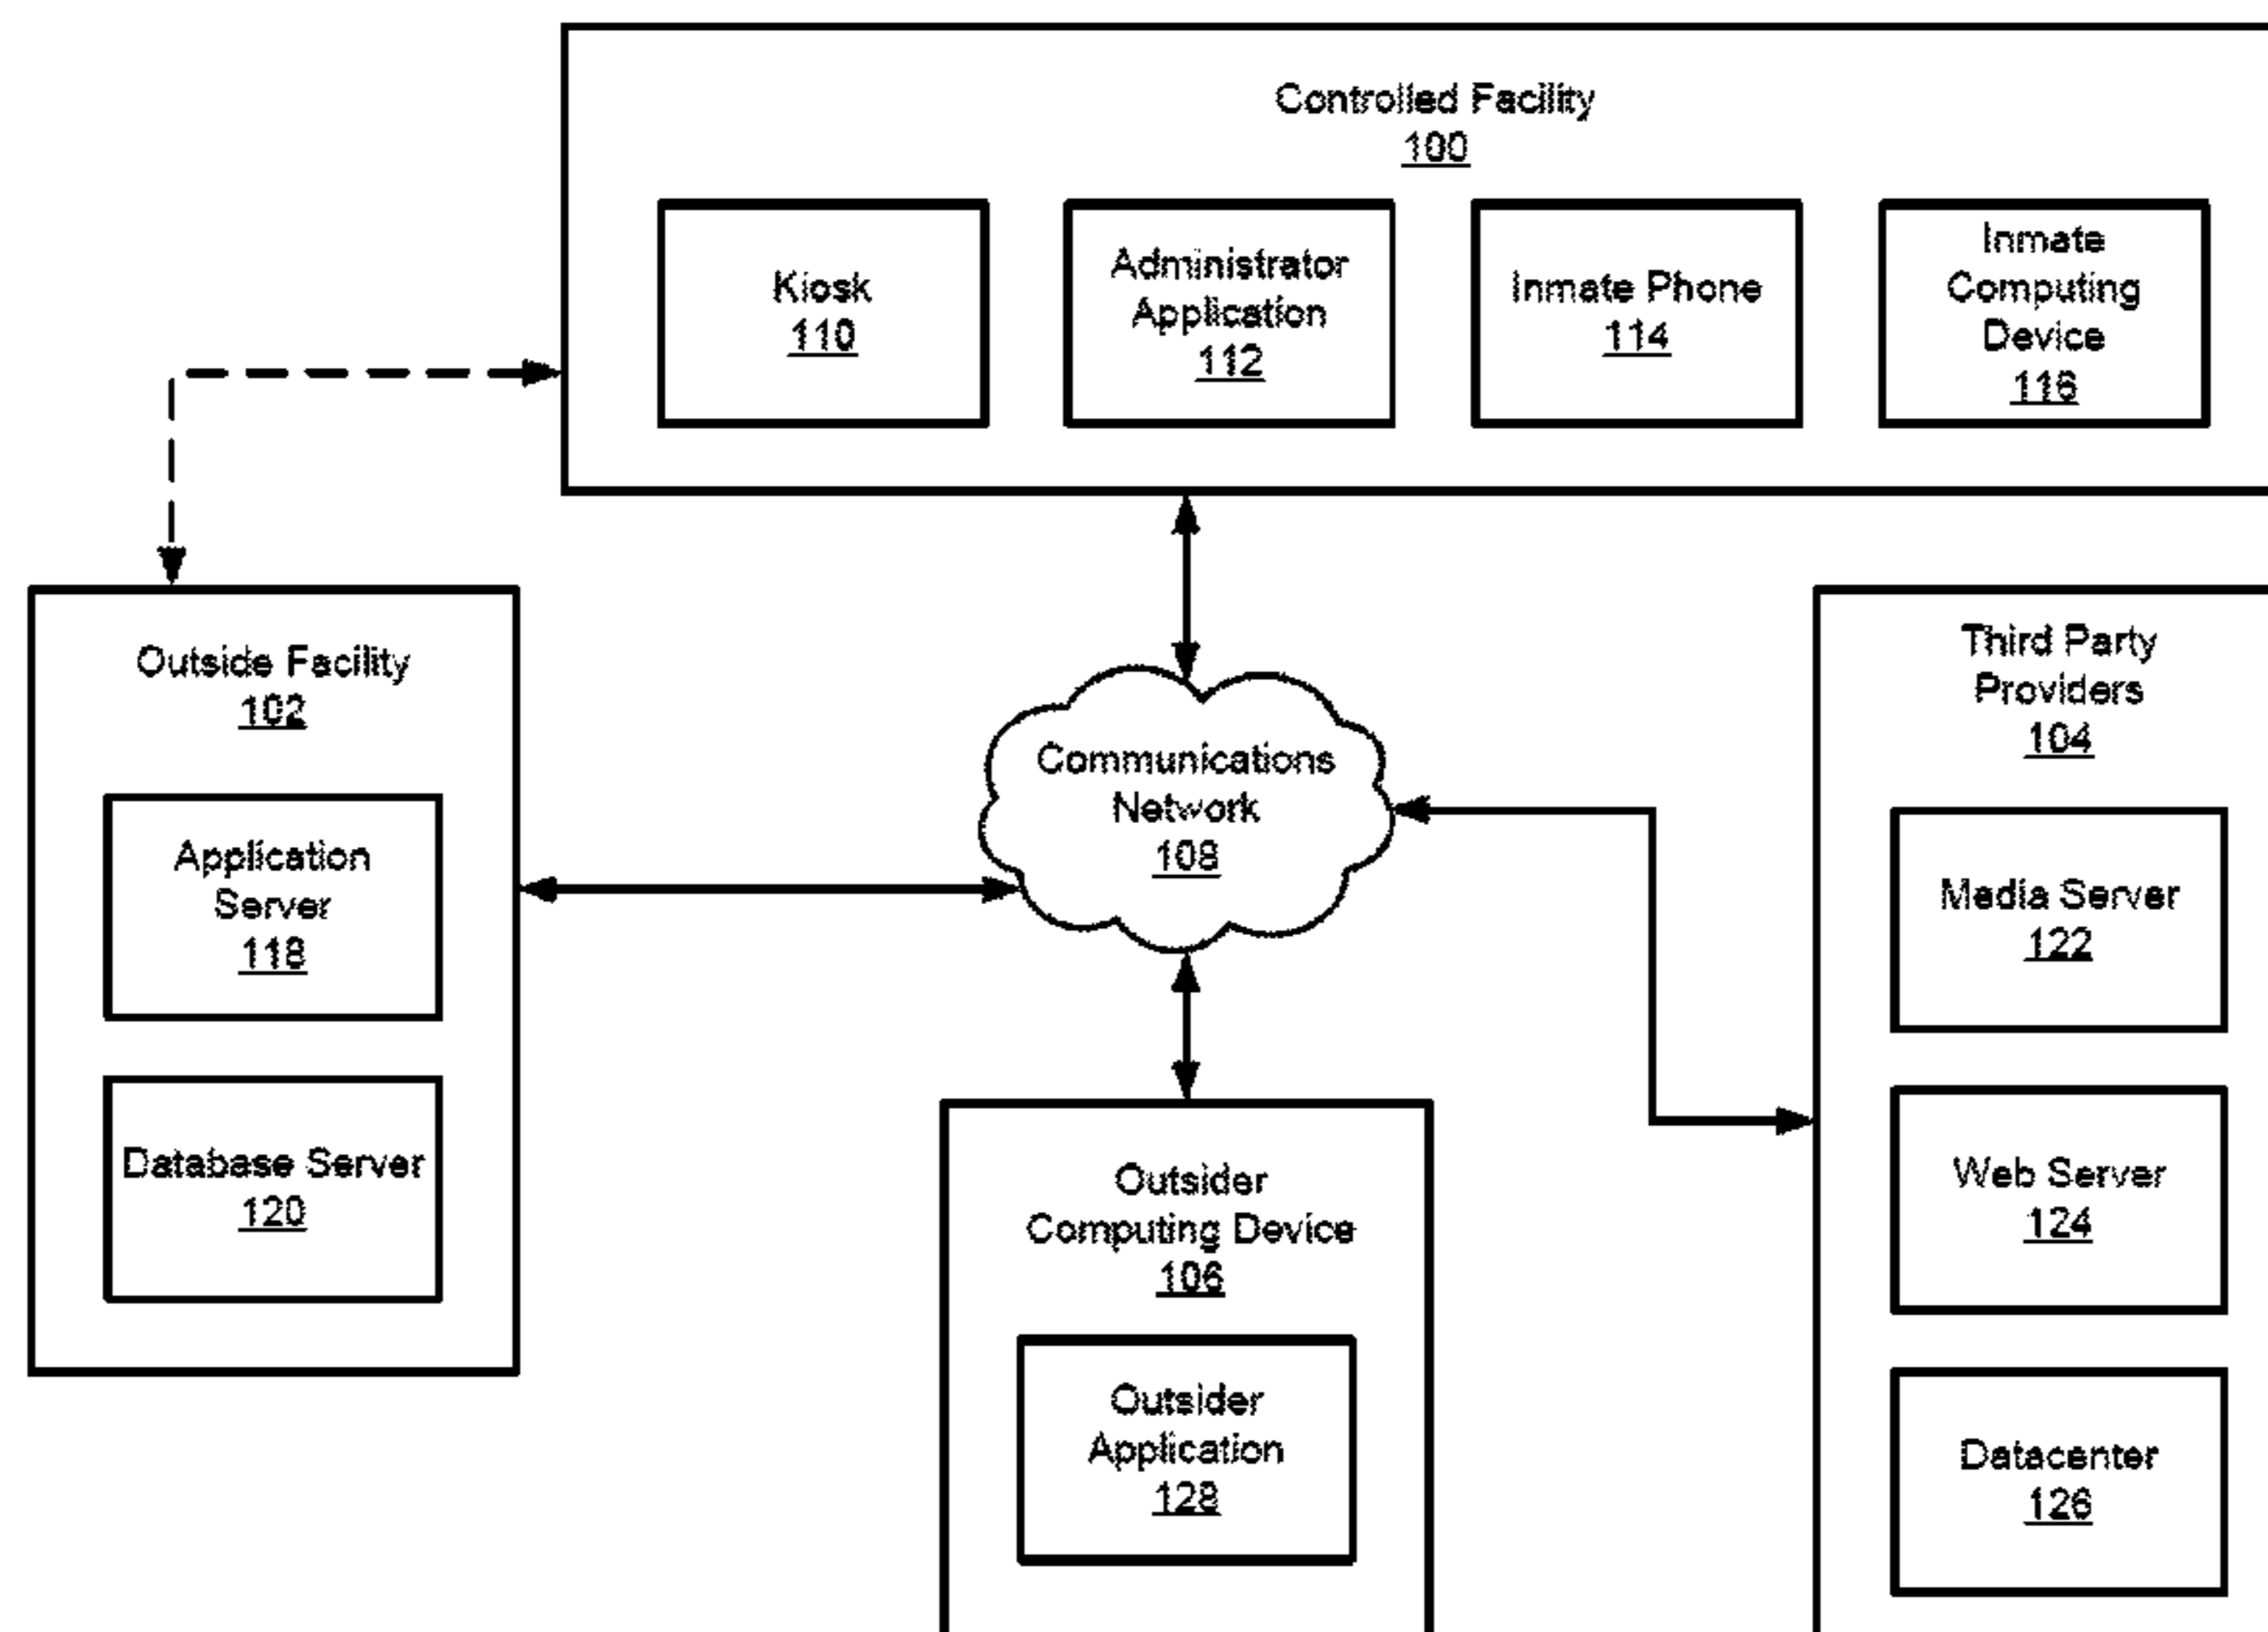 Controlled Facility
100
Kiosk
110
Administrator
Application
112
Inmate Phone
114
Inmate
Computing
Device
116
Outside Facility
102
Application
Server
118
Database Server
120
Communications
Network
108
Outsider
Computing Device
106
Outsider
Application
128
Third Party
Providers
104
Media Server
122
Web Server
124
Datacenter
126